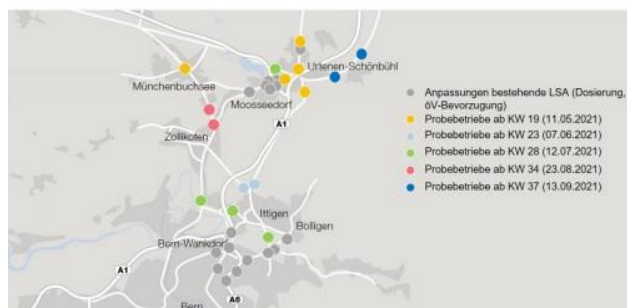 Urtenen-Schönbühl
Münchenbuchsee
Moosseedorf
A1
Zollikofen
Ittigen
Bolligen
Bern-Wankdorf
A1
A6
Bern
Anpassungen bestehende LSA (Dosierung,
öV-Bevorzugung)
Probebetriebe ab KW 19 (11.05.2021)
Probebetriebe ab KW 23 (07.06.2021)
Probebetriebe ab KW 28 (12.07.2021)
Probebetriebe ab KW 34 (23.08.2021)
Probebetriebe ab KW 37 (13.09.2021)